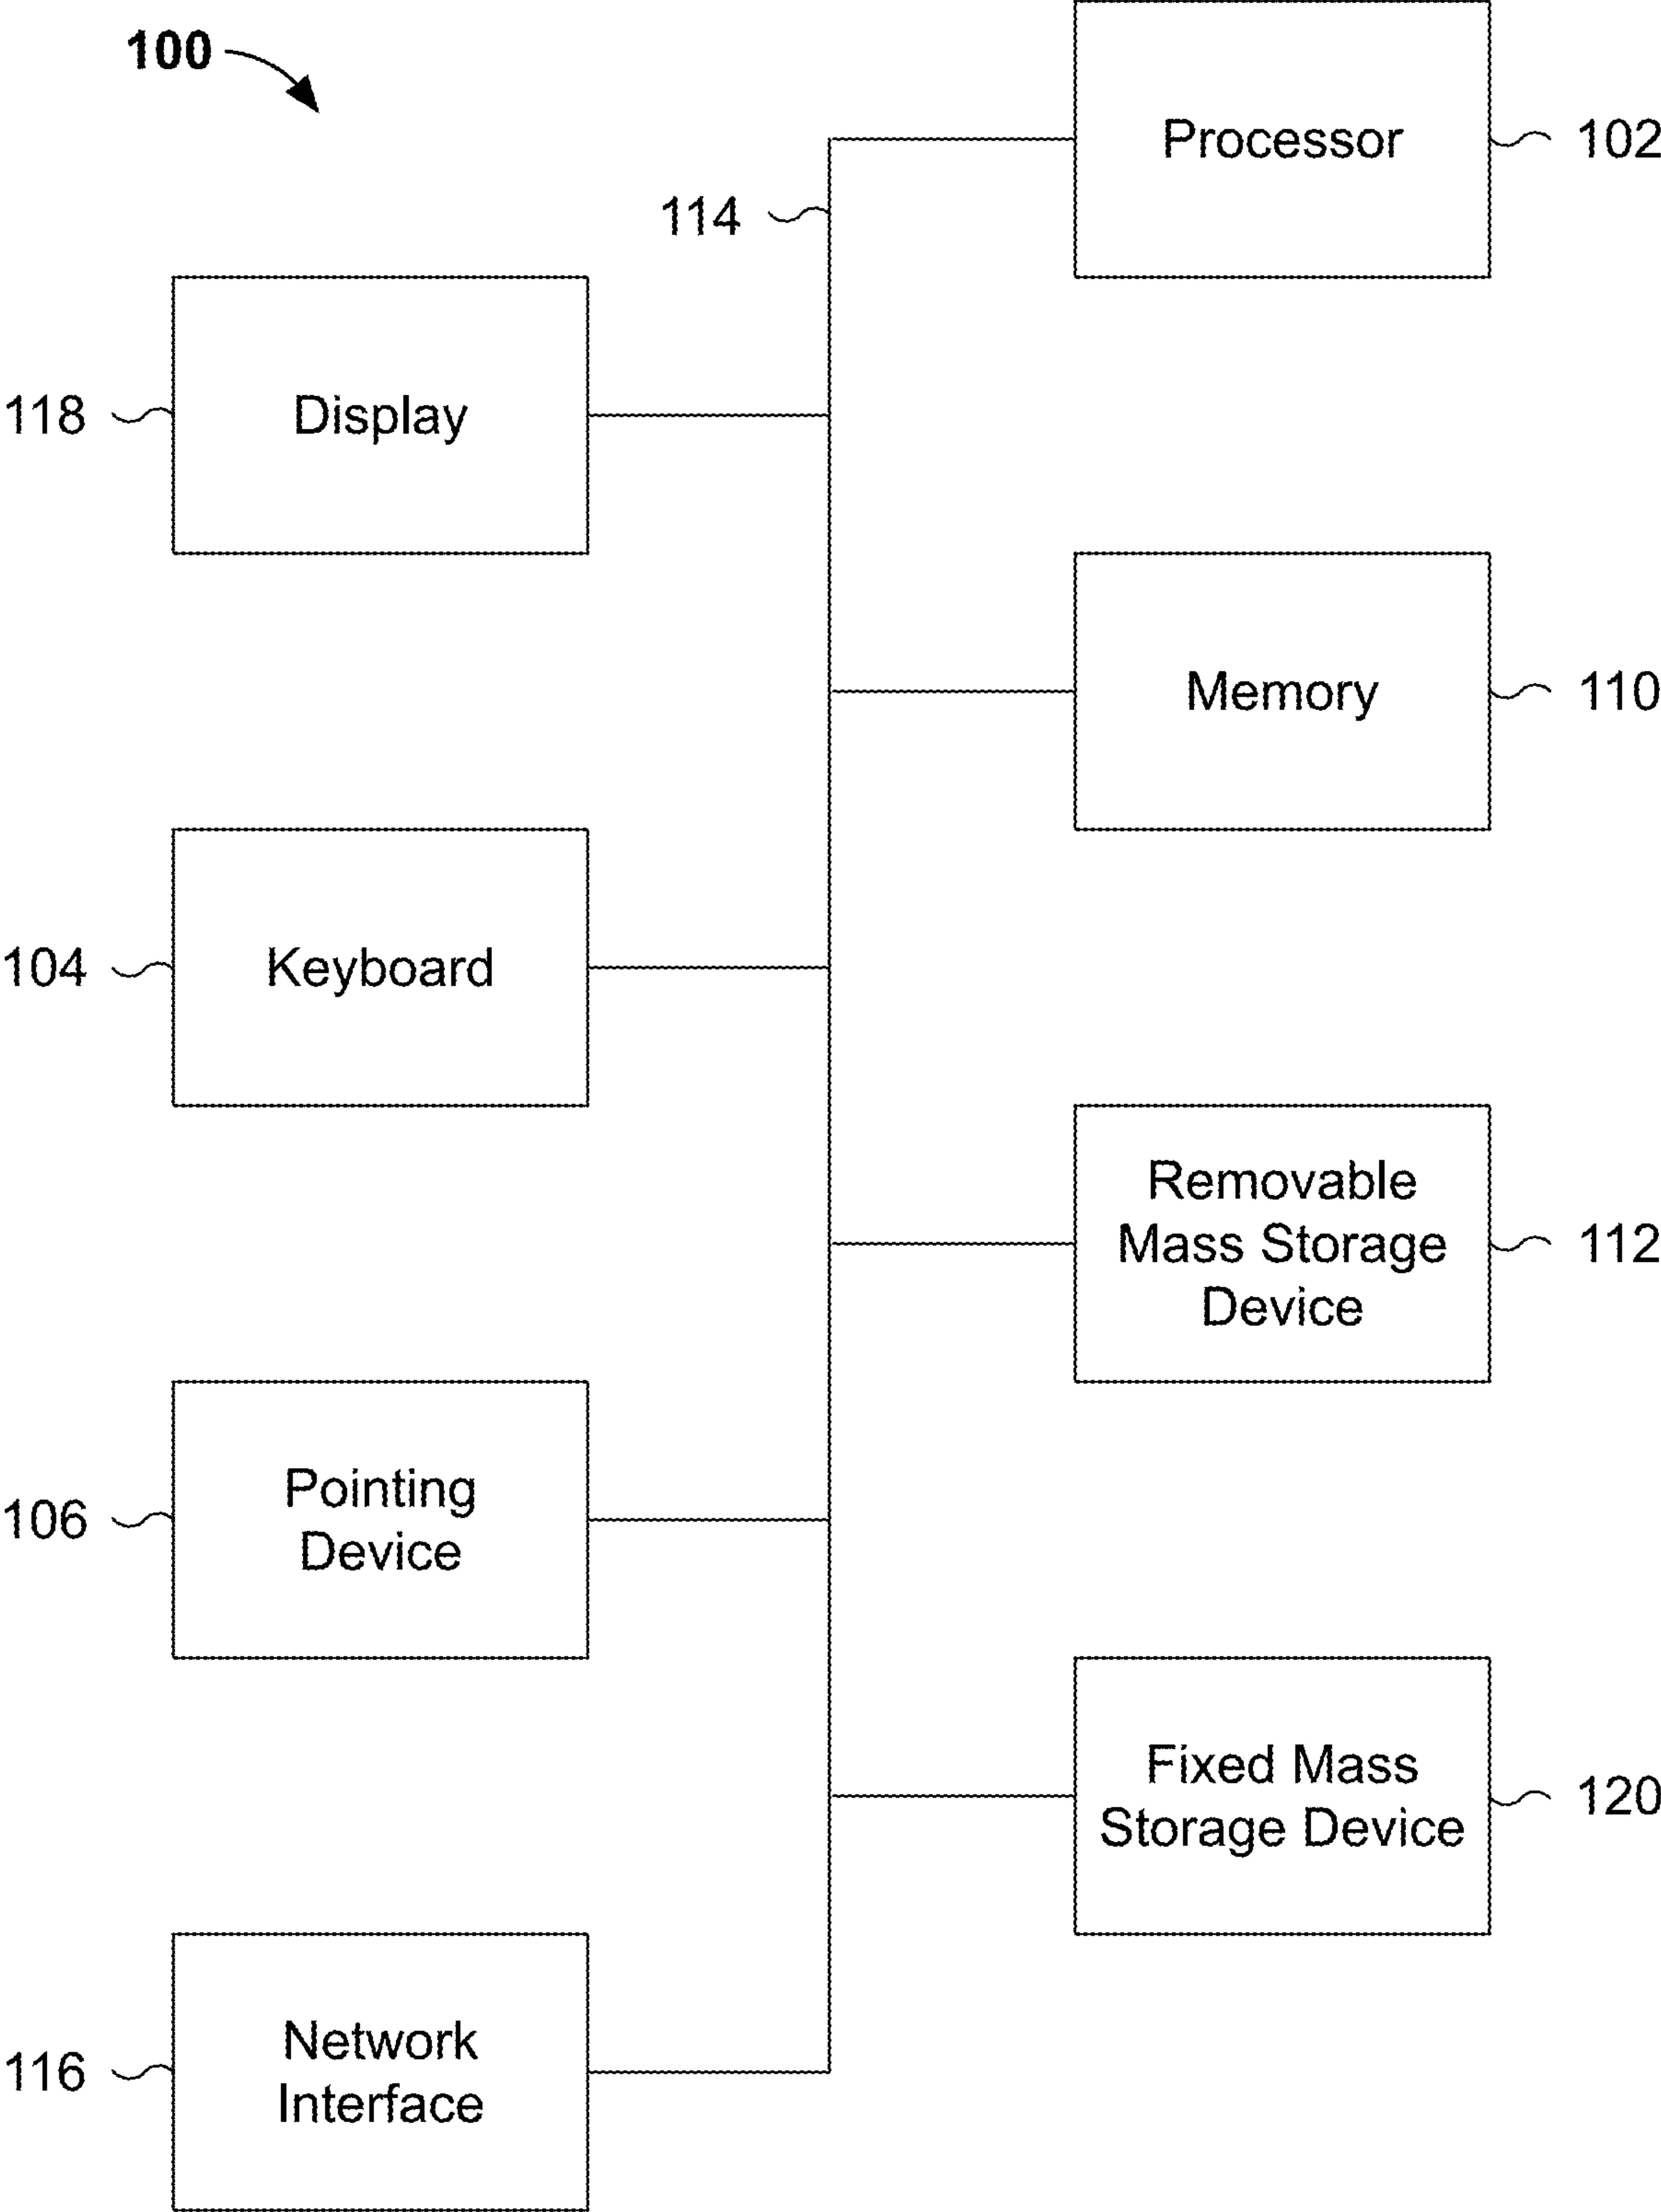 100
Processor
102
114
118
Display
Memory
110
104
Keyboard
Removable
Mass Storage
Device
112
106
Pointing
Device
Fixed Mass
Storage Device
120
116
Network
Interface